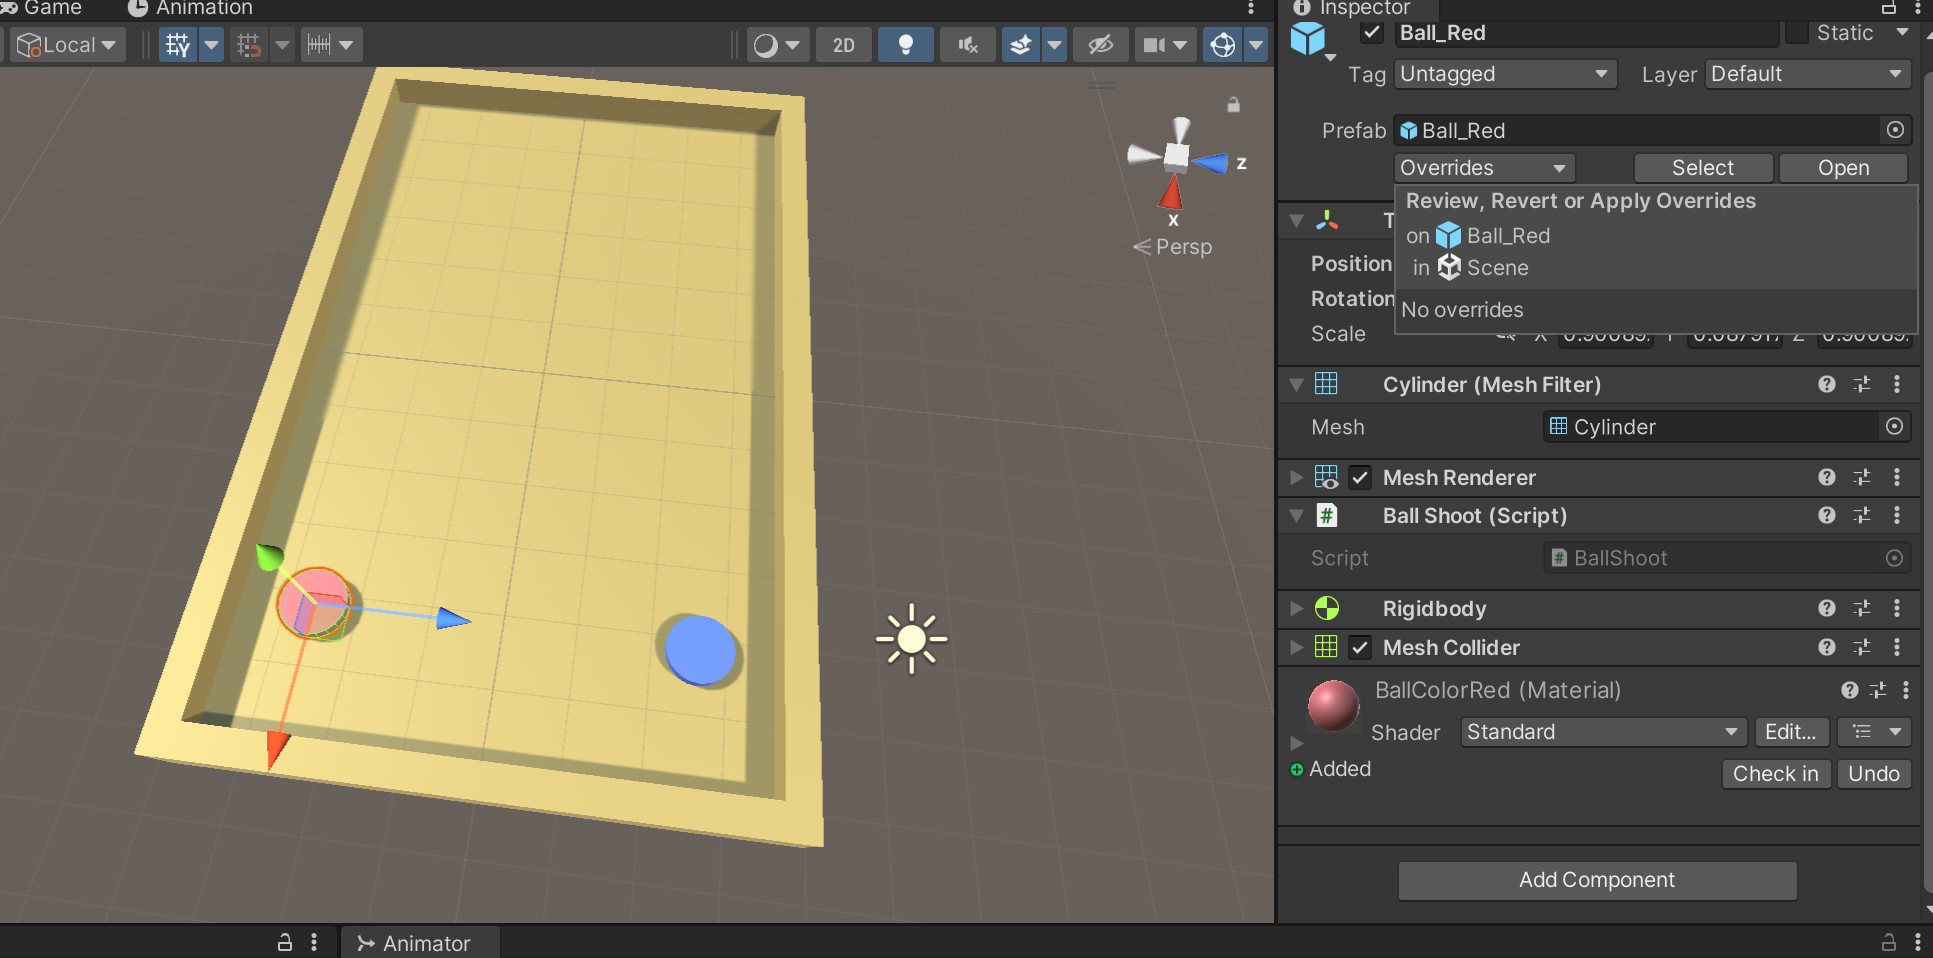 Game
Animation
Inspector
Local
2D
Ball_Red
Static
Tag
Untagged
Layer
Default
Prefab
Ball_Red
Overrides
Select
Open
Review, Revert or Apply Overrides
on Ball_Red
in Scene
No overrides
T
Position
Rotation
Scale
X
Z
z
x
Persp
Cylinder (Mesh Filter)
Mesh
Cylinder
Mesh Renderer
Ball Shoot (Script)
Script
BallShoot
Rigidbody
Mesh Collider
BallColorRed (Material)
Shader
Standard
Edit...
Added
Check in
Undo
Add Component
Animator